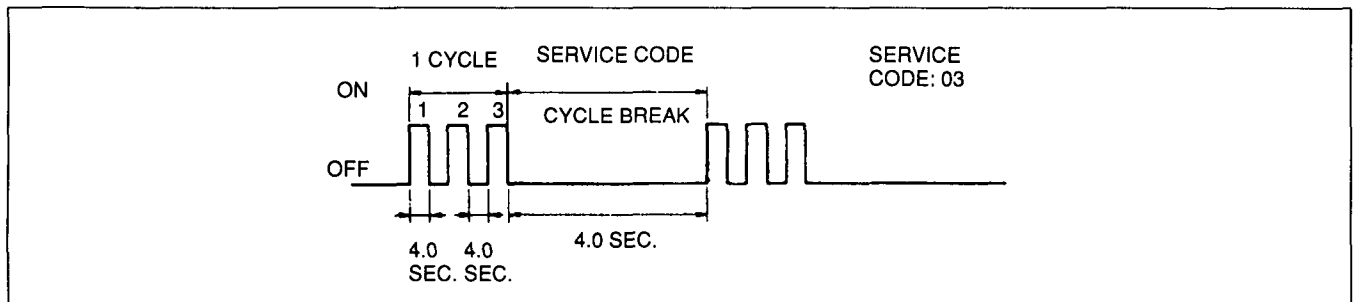 1 CYCLE
SERVICE CODE
SERVICE
CODE: 03
ON
1 2 3
CYCLE BREAK
OFF
4.0 SEC.
4.0 4.0
SEC. SEC.